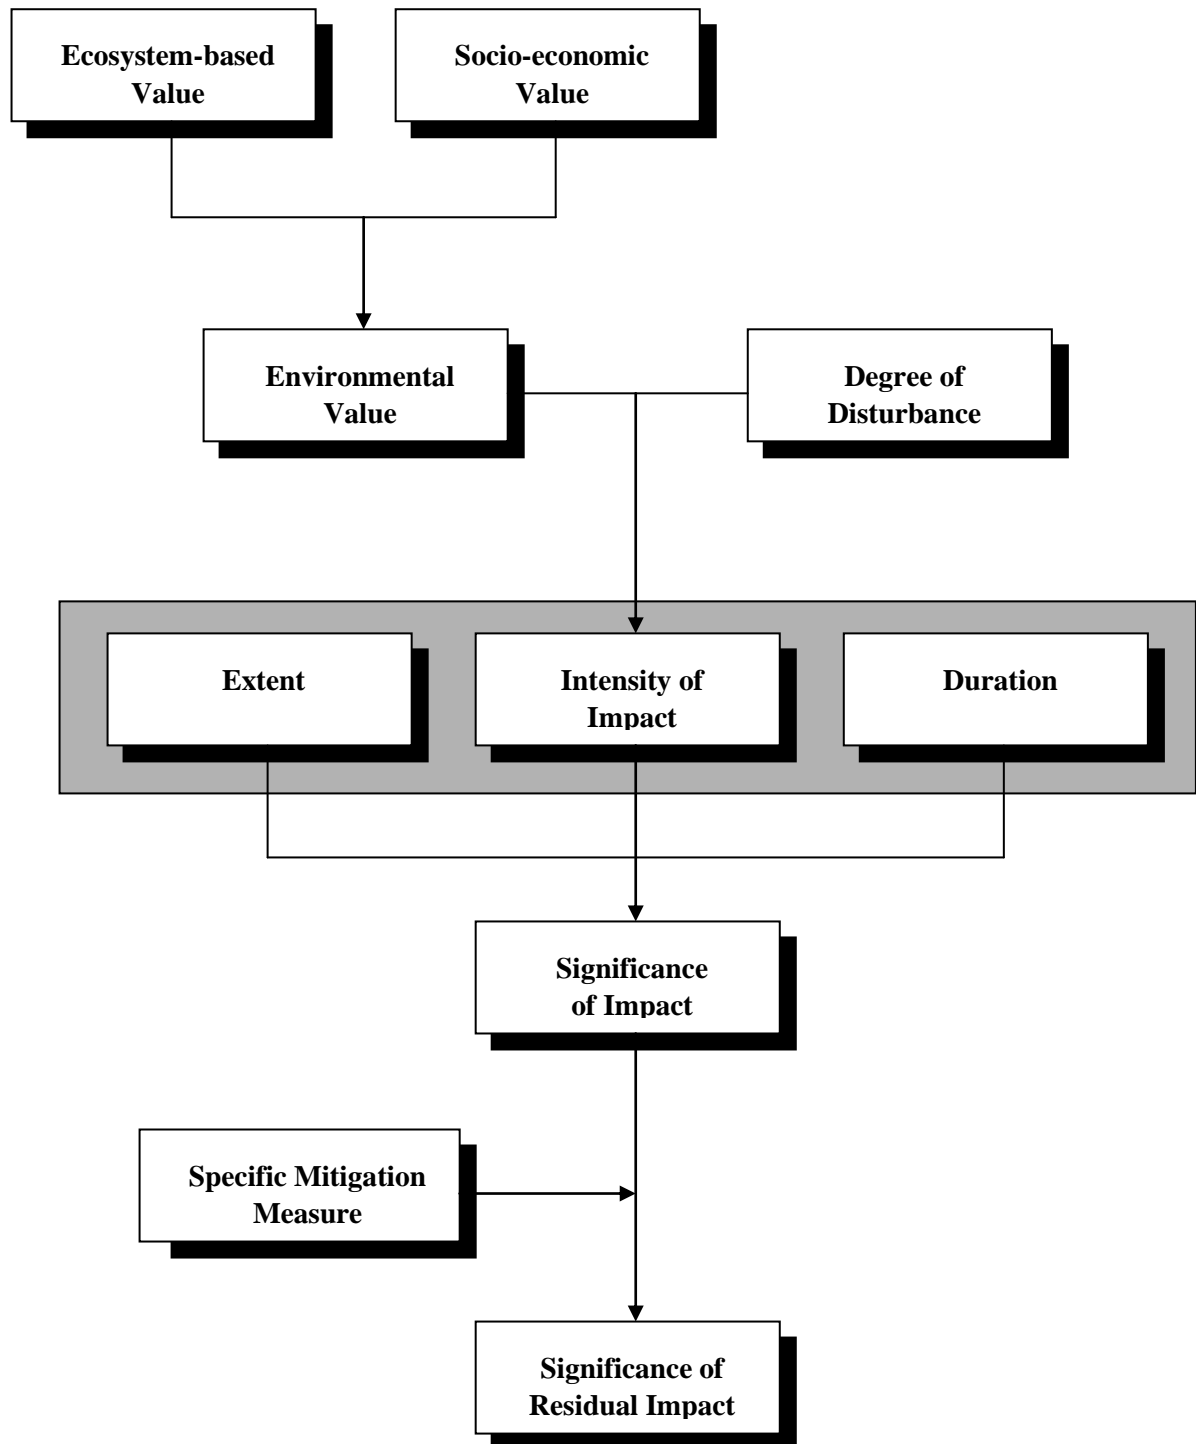 Ecosystem-based
Value
Socio-economic
Value
Environmental
Value
Degree of
Disturbance
Extent
Intensity of
Impact
Duration
Significance
of Impact
Specific Mitigation
Measure
Significance of
Residual Impact